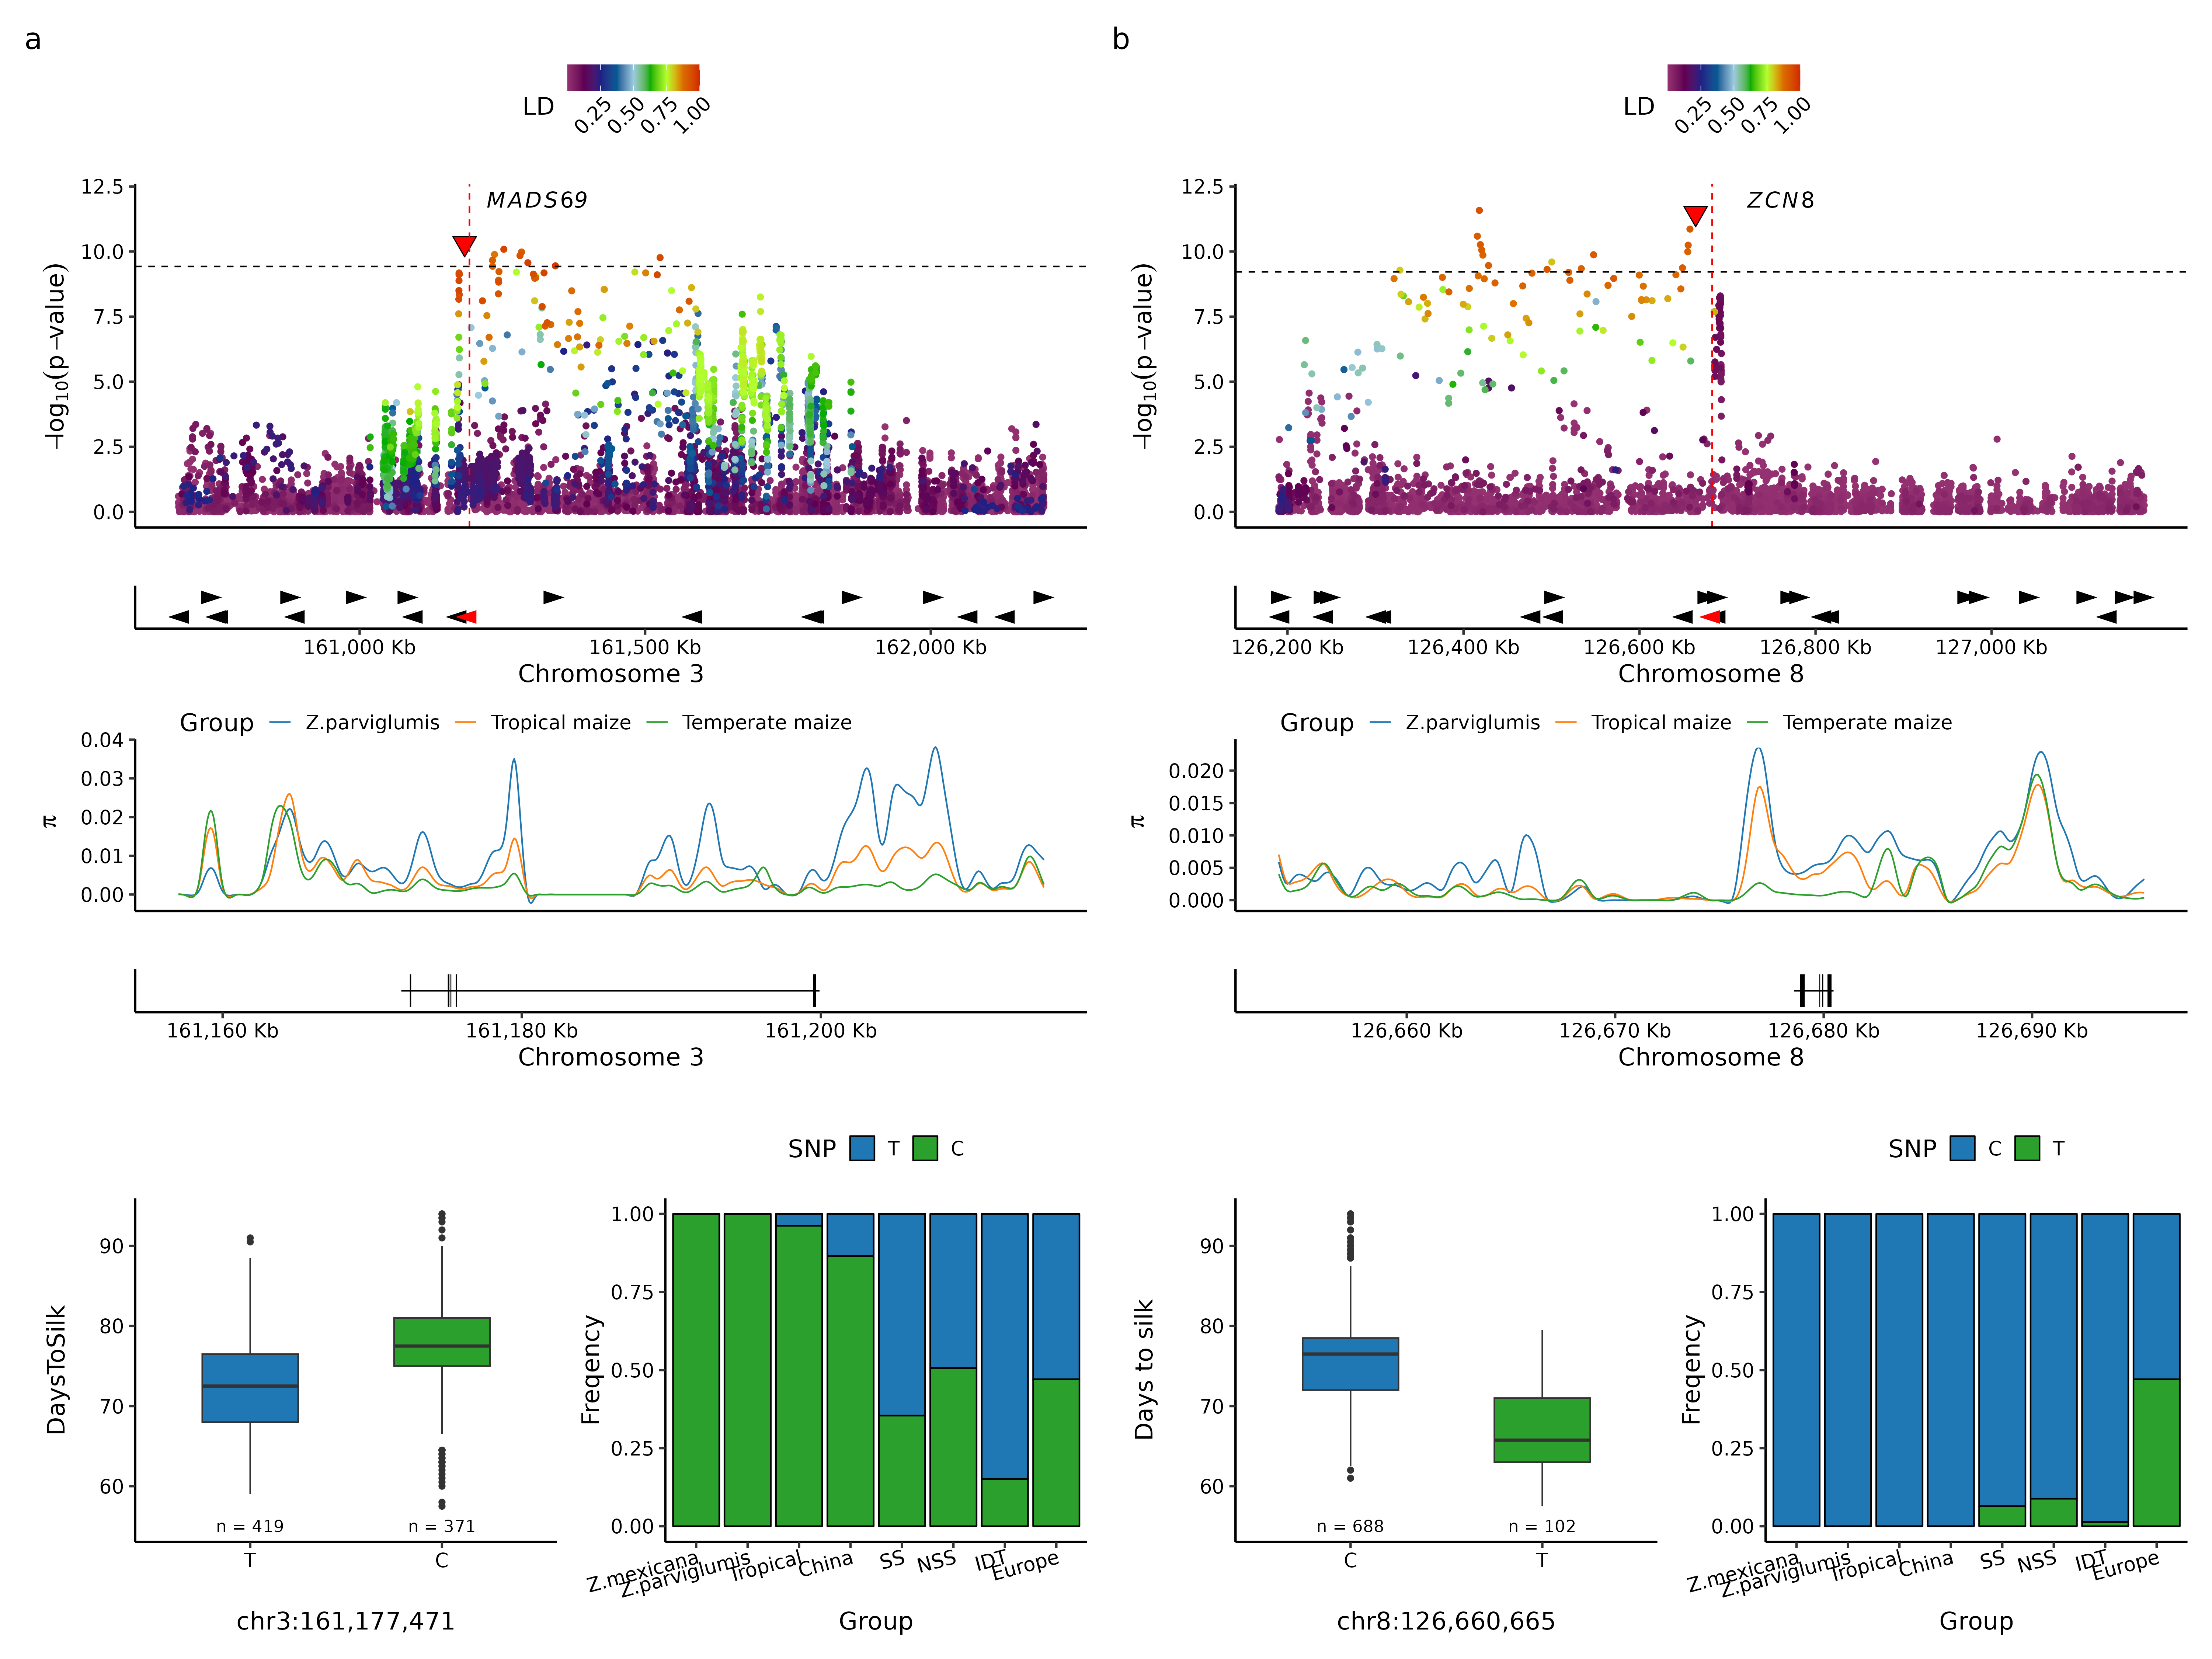 a
b
LD
0.25
0.50
0.75
1.00
LD
0.25
0.50
0.75
1.00
12.5
10.0
7.5
5.0
2.5
0.0
−log10(p−value)
MADS69
12.5
10.0
7.5
5.0
2.5
0.0
−log10(p−value)
ZCN8
161,000 Kb 161,500 Kb 162,000 Kb
Chromosome 3
126,200 Kb 126,400 Kb 126,600 Kb 126,800 Kb 127,000 Kb
Chromosome 8
Group Z.parviglumis Tropical maize Temperate maize
0.04
0.03
0.02
0.01
0.00
π
Group Z.parviglumis Tropical maize Temperate maize
0.020
0.015
0.010
0.005
0.000
π
161,160 Kb 161,180 Kb 161,200 Kb
Chromosome 3
126,660 Kb 126,670 Kb 126,680 Kb 126,690 Kb
Chromosome 8
90
80
70
60
DaysToSilk
n = 419 n = 371
T C
chr3:161,177,471
SNP T C
1.00
0.75
0.50
0.25
0.00
Freqency
Z.mexicana
Z.parviglumis
Tropical
China
SS
NSS
IDT
Europe
Group
90
80
70
60
Days to silk
n = 688 n = 102
C T
chr8:126,660,665
SNP C T
1.00
0.75
0.50
0.25
0.00
Freqency
Z.mexicana
Z.parviglumis
Tropical
China
SS
NSS
IDT
Europe
Group